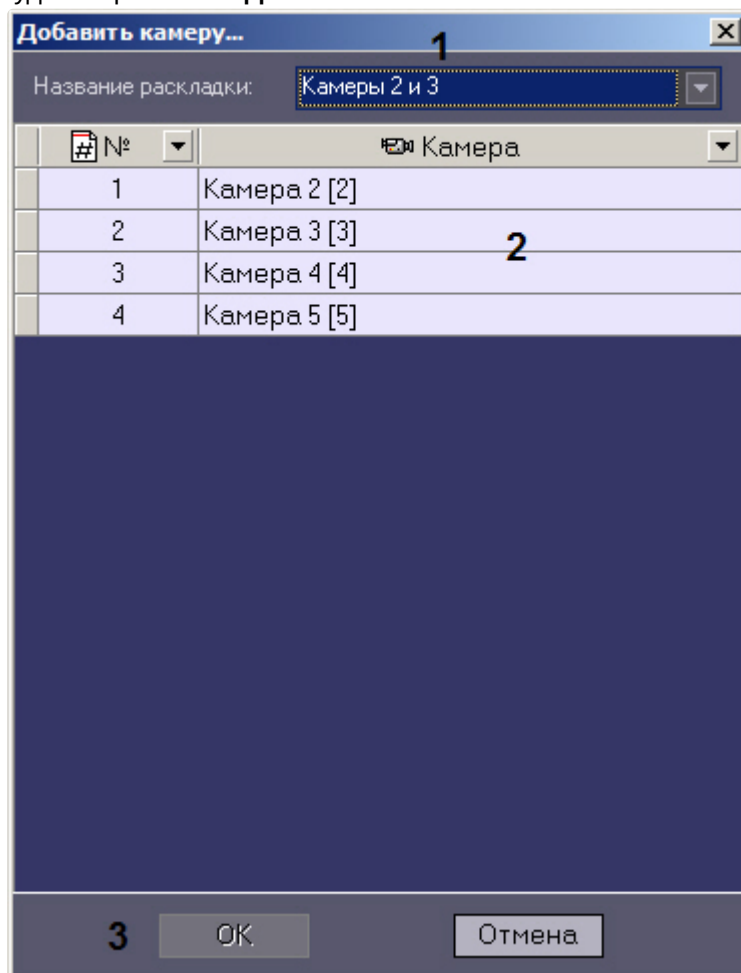 Добавить камеру...
1
Название раскладки: Камеры 2 и 3
# № Камера
1 Камера 2 [2]
2 Камера 3 [3]
2
3 Камера 4 [4]
4 Камера 5 [5]
3 OK Отмена